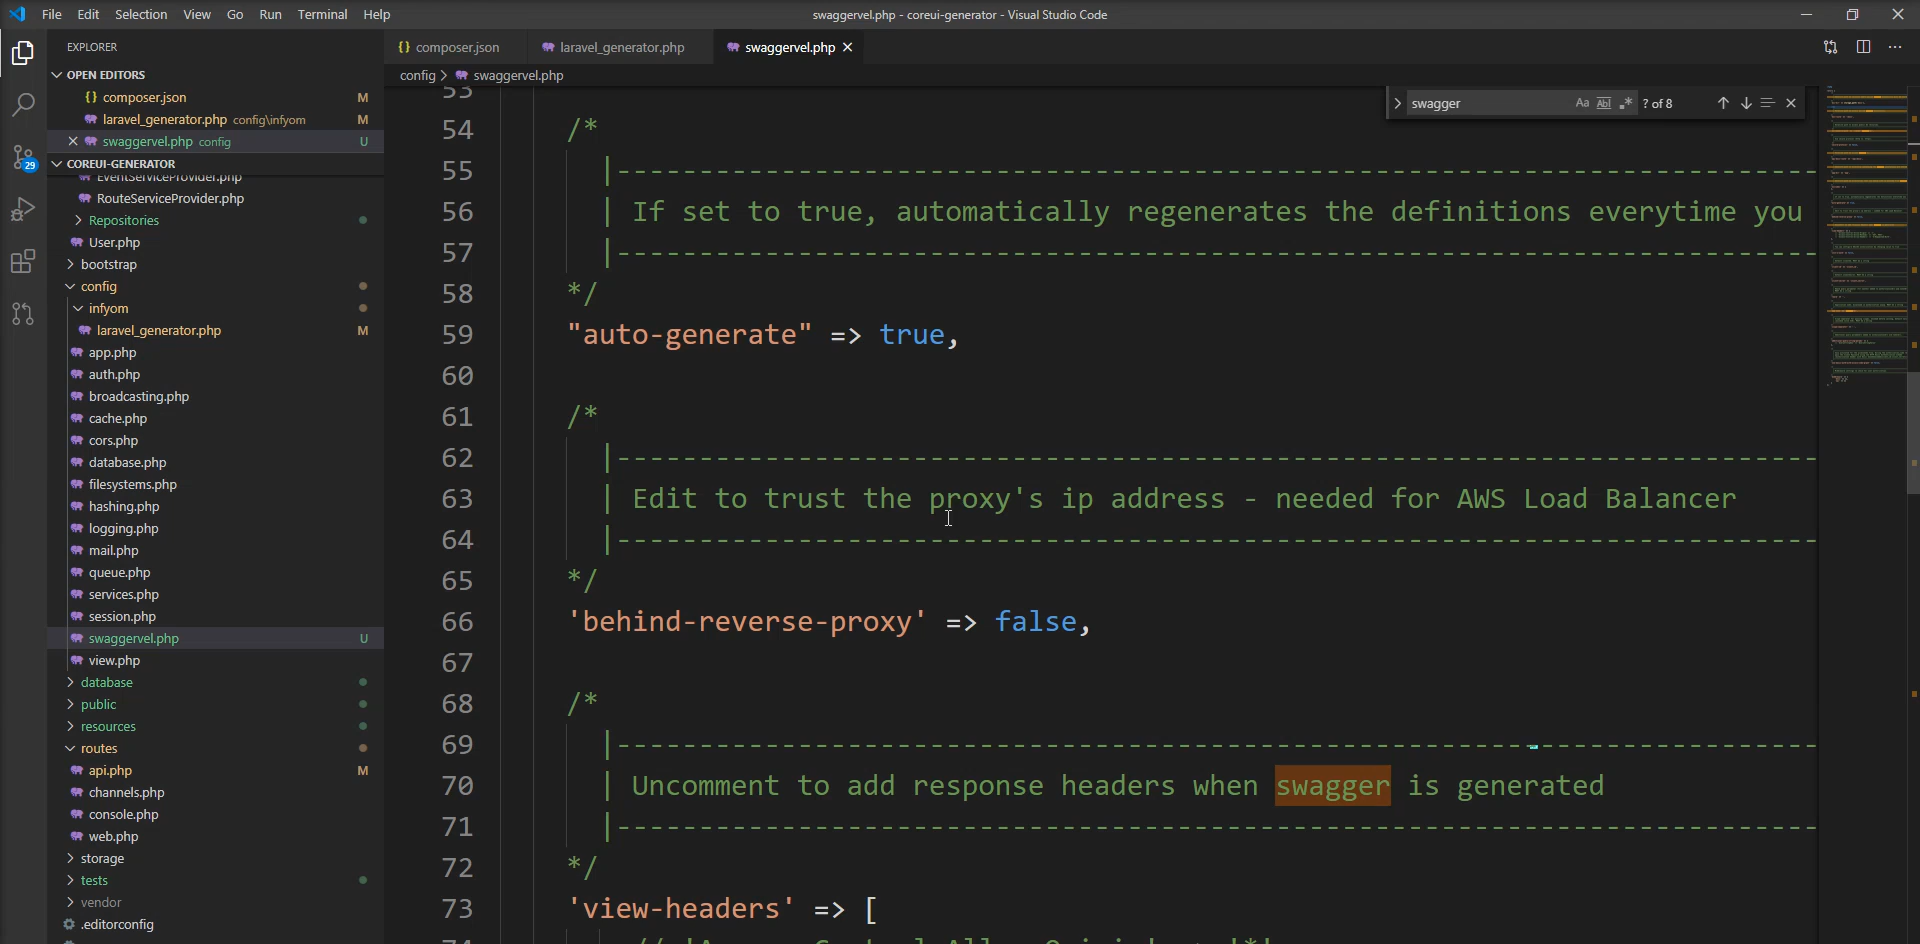 File Edit Selection View Go Run Terminal Help
swaggervel.php - coreui-generator - Visual Studio Code
EXPLORER
OPEN EDITORS
{} composer.json M
laravel_generator.php config\infyom M
swaggervel.php config U
COREUI-GENERATOR
EventServiceProvider.php
RouteServiceProvider.php
Repositories
User.php
bootstrap
config
infyom
laravel_generator.php M
app.php
auth.php
broadcasting.php
cache.php
cors.php
database.php
filesystems.php
hashing.php
logging.php
mail.php
queue.php
services.php
session.php
swaggervel.php U
view.php
database
public
resources
routes
api.php M
channels.php
console.php
web.php
storage
tests
vendor
.editorconfig
29
{} composer.json laravel_generator.php swaggervel.php
config > swaggervel.php
swagger Aa Abl .* ? of 8
53
54 /*
55 |--------------------------------------------------------------------------
56 | If set to true, automatically regenerates the definitions everytime you
57 |--------------------------------------------------------------------------
58 */
59 "auto-generate" => true,
60
61 /*
62 |--------------------------------------------------------------------------
63 | Edit to trust the proxy's ip address - needed for AWS Load Balancer
64 |--------------------------------------------------------------------------
65 */
66 'behind-reverse-proxy' => false,
67
68 /*
69 |--------------------------------------------------------------------------
70 | Uncomment to add response headers when swagger is generated
71 |--------------------------------------------------------------------------
72 */
73 'view-headers' => [
74